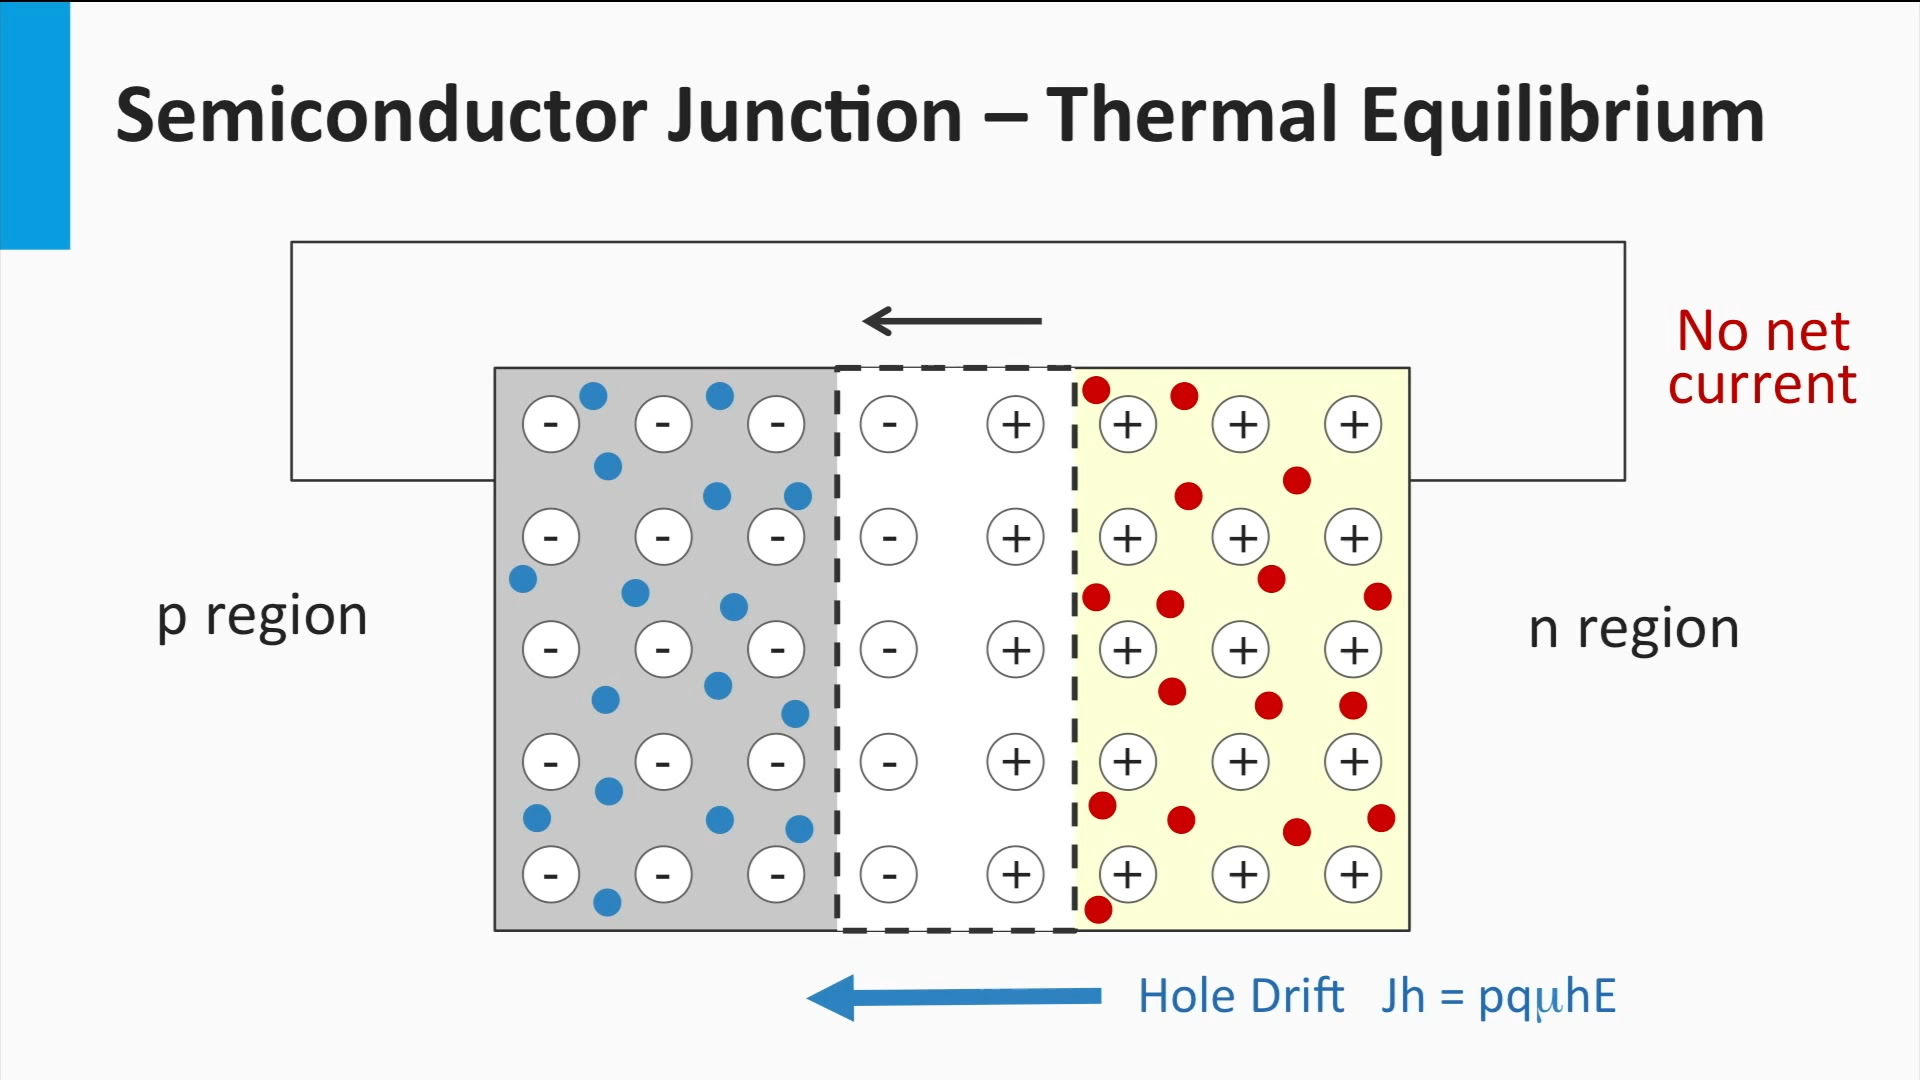 Semiconductor Junction – Thermal Equilibrium
No net
current
- - - - + + + +
- - - - + + + +
p region
n region
- - - - + + + +
- - - - + + + +
- - - - + + + +
Hole Drift Jh = pqμhE